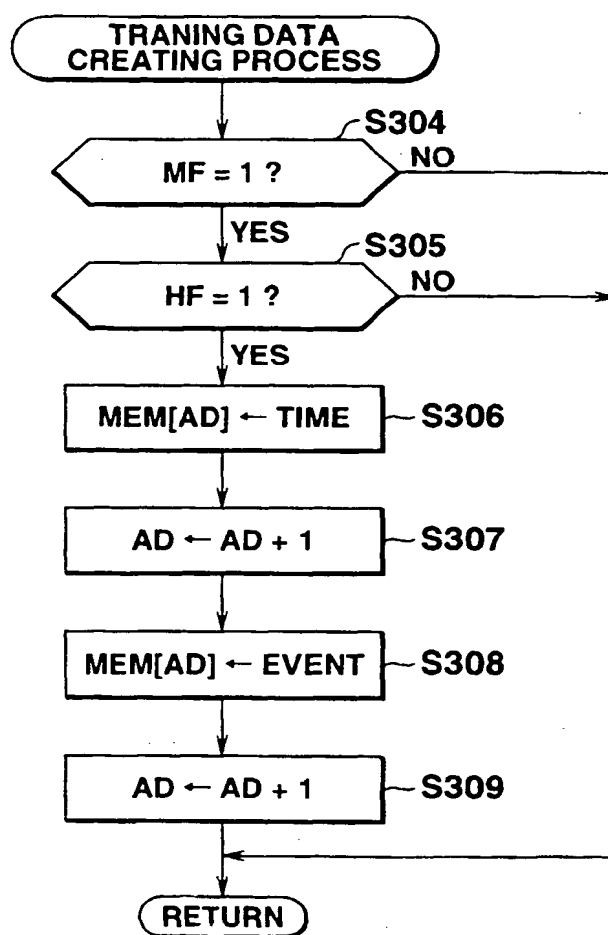 TRANING DATA
CREATING PROCESS
S304
MF = 1 ?
NO
YES
S305
HF = 1 ?
NO
YES
MEM[AD] ← TIME
S306
AD ← AD + 1
S307
MEM[AD] ← EVENT
S308
AD ← AD + 1
S309
RETURN